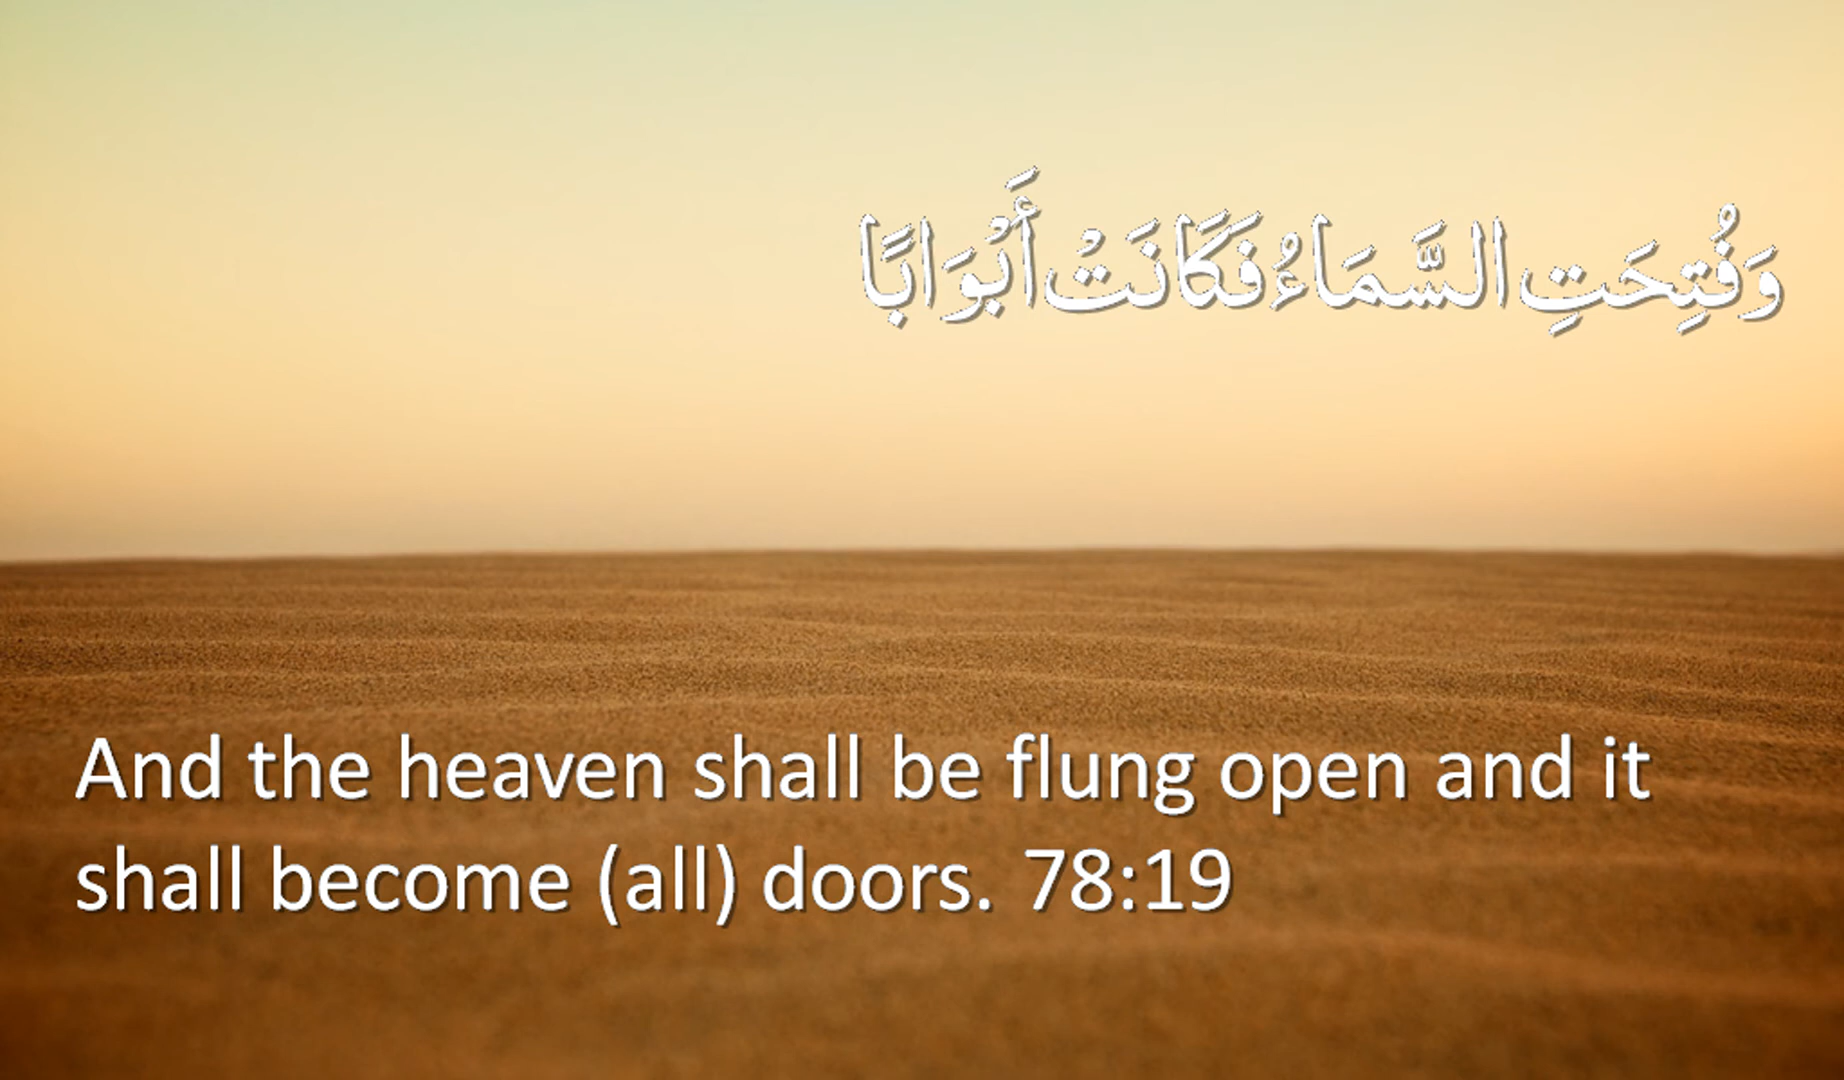 وَفُتِحَتِ السَّمَاءُ فَكَانَتْ أَبْوَابًا
And the heaven shall be flung open and it
shall become (all) doors. 78:19